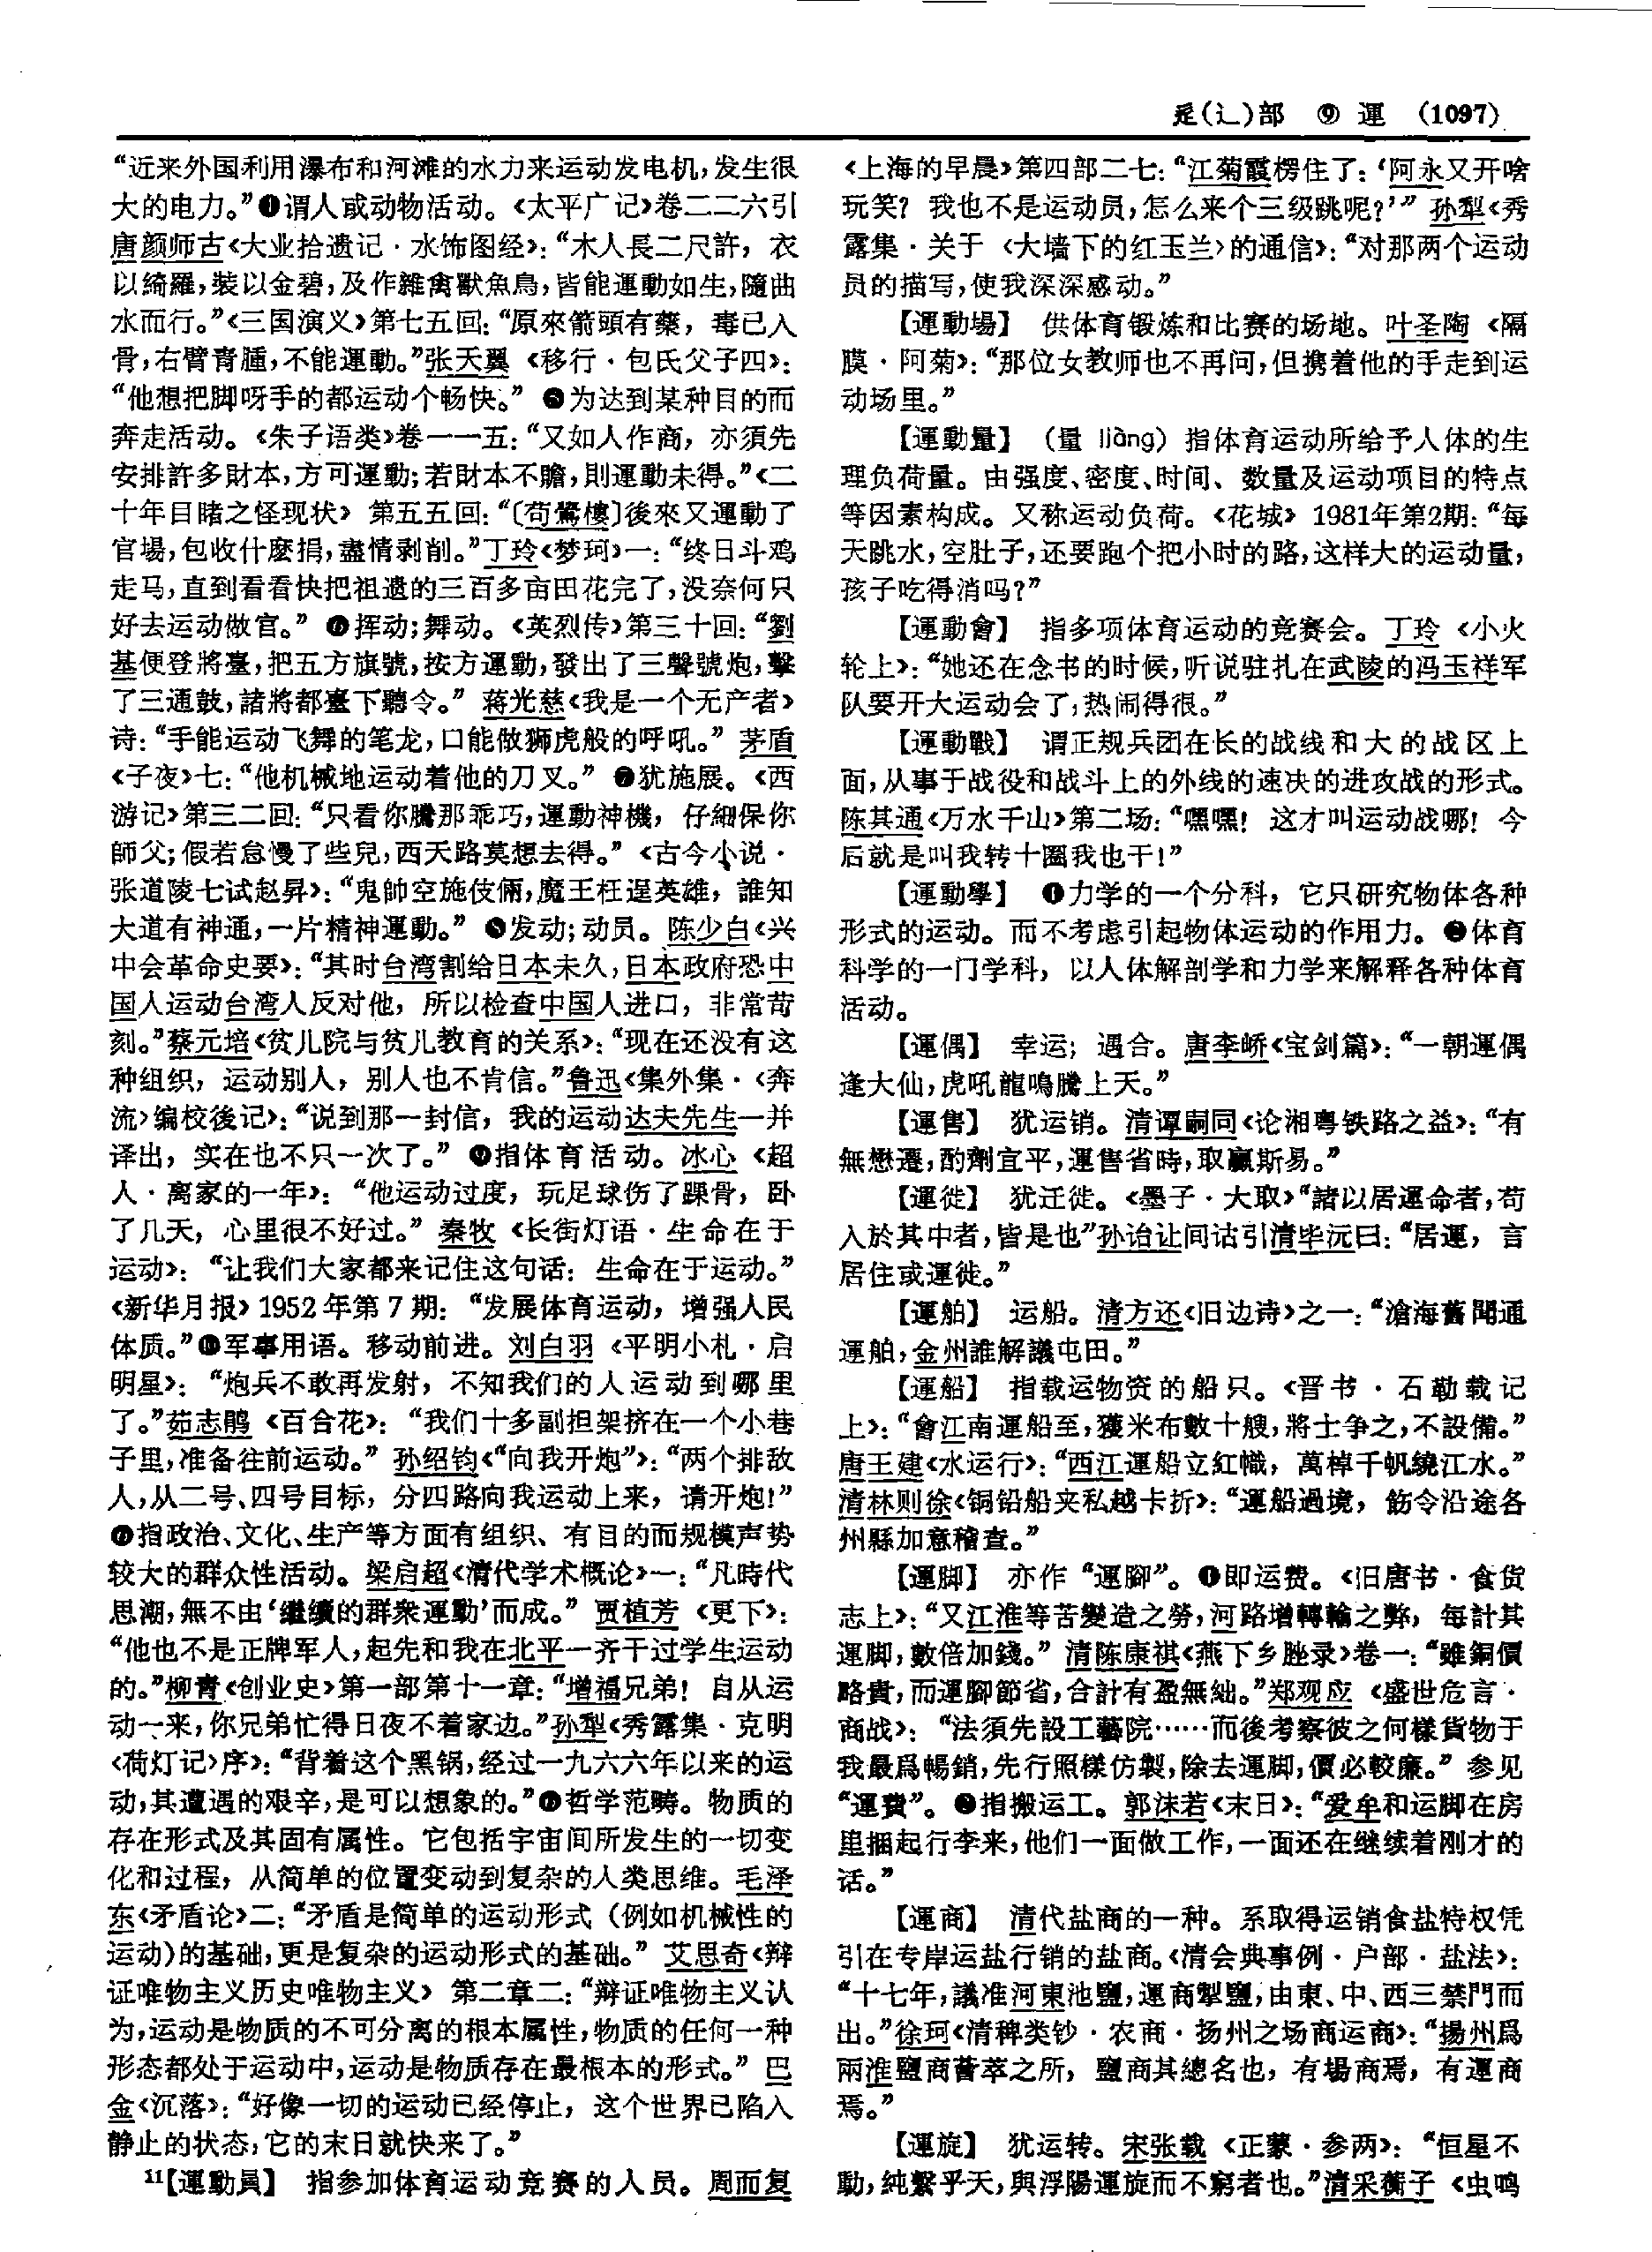 辵(辶)部　⑨　運　(1097)
“近来外国利用瀑布和河滩的水力来运动发电机，发生很
大的电力。”❹谓人或动物活动。《太平广记》卷二二六引
唐颜师古《大业拾遗记·水饰图经》：“木人長二尺許，衣
以綺羅，裝以金碧，及作雜禽獸魚鳥，皆能運動如生，隨曲
水而行。”《三国演义》第七五回：“原來箭頭有藥，毒已入
骨，右臂青腫，不能運動。”张天翼《移行·包氏父子四》：
“他想把脚呀手的都运动个畅快。”❺为达到某种目的而
奔走活动。《朱子语类》卷一一五：“又如人作商，亦須先
安排許多財本，方可運動；若財本不贍，則運動未得。”《二
十年目睹之怪现状》第五五回：“〔苟鶯樓〕後來又運動了
官場，包收什麽捐，盡情剥削。”丁玲《梦珂》一：“终日斗鸡
走马，直到看看快把祖遗的三百多亩田花完了，没奈何只
好去运动做官。”❻挥动；舞动。《英烈传》第三十回：“劉
基便登將臺，把五方旗號，按方運動，發出了三聲號炮，擊
了三通鼓，諸將都臺下聽令。”蒋光慈《我是一个无产者》
诗：“手能运动飞舞的笔龙，口能做狮虎般的呼吼。”茅盾
《子夜》七：“他机械地运动着他的刀叉。”❼犹施展。《西
游记》第三二回：“只看你騰那乖巧，運動神機，仔細保你
師父；假若怠慢了些兒，西天路莫想去得。”《古今小说·
张道陵七试赵昇》：“鬼帥空施伎倆，魔王枉逞英雄，誰知
大道有神通，一片精神運動。”❽发动；动员。陈少白《兴
中会革命史要》：“其时台湾割给日本未久，日本政府恐中
国人运动台湾人反对他，所以检查中国人进口，非常苛
刻。”蔡元培《贫儿院与贫儿教育的关系》：“现在还没有这
种组织，运动别人，别人也不肯信。”鲁迅《集外集·〈奔
流〉编校後记》：“说到那一封信，我的运动达夫先生一并
译出，实在也不只一次了。”❾指体育活动。冰心《超
人·离家的一年》：“他运动过度，玩足球伤了踝骨，卧
了几天，心里很不好过。”秦牧《长街灯语·生命在于
运动》：“让我们大家都来记住这句话：生命在于运动。”
《新华月报》1952年第7期：“发展体育运动，增强人民
体质。”❿军事用语。移动前进。刘白羽《平明小札·启
明星》：“炮兵不敢再发射，不知我们的人运动到哪里
了。”茹志鹃《百合花》：“我们十多副担架挤在一个小巷
子里，准备往前运动。”孙绍钧《“向我开炮”》：“两个排敌
人，从二号、四号目标，分四路向我运动上来，请开炮！”
⓫指政治、文化、生产等方面有组织、有目的而规模声势
较大的群众性活动。梁启超《清代学术概论》一：“凡時代
思潮，無不由‘繼續的群衆運動’而成。”贾植芳《更下》：
“他也不是正牌军人，起先和我在北平一齐干过学生运动
的。”柳青《创业史》第一部第十一章：“增福兄弟！自从运
动一来，你兄弟忙得日夜不着家边。”孙犁《秀露集·克明
〈荷灯记〉序》：“背着这个黑锅，经过一九六六年以来的运
动，其遭遇的艰辛，是可以想象的。”⓬哲学范畴。物质的
存在形式及其固有属性。它包括宇宙间所发生的一切变
化和过程，从简单的位置变动到复杂的人类思维。毛泽
东《矛盾论》二：“矛盾是简单的运动形式（例如机械性的
运动）的基础，更是复杂的运动形式的基础。”艾思奇《辩
证唯物主义历史唯物主义》第二章二：“辩证唯物主义认
为，运动是物质的不可分离的根本属性，物质的任何一种
形态都处于运动中，运动是物质存在最根本的形式。”巴
金《沉落》：“好像一切的运动已经停止，这个世界已陷入
静止的状态，它的末日就快来了。”
11【運動員】　指参加体育运动竞赛的人员。周而复
《上海的早晨》第四部二七：“江菊霞楞住了：‘阿永又开啥
玩笑？我也不是运动员，怎么来个三级跳呢？’”孙犁《秀
露集·关于〈大墙下的红玉兰〉的通信》：“对那两个运动
员的描写，使我深深感动。”
【運動場】　供体育锻炼和比赛的场地。叶圣陶《隔
膜·阿菊》：“那位女教师也不再问，但携着他的手走到运
动场里。”
【運動量】（量 liàng）指体育运动所给予人体的生
理负荷量。由强度、密度、时间、数量及运动项目的特点
等因素构成。又称运动负荷。《花城》1981年第2期：“每
天跳水，空肚子，还要跑个把小时的路，这样大的运动量，
孩子吃得消吗？”
【運動會】　指多项体育运动的竞赛会。丁玲《小火
轮上》：“她还在念书的时候，听说驻扎在武陵的冯玉祥军
队要开大运动会了，热闹得很。”
【運動戰】　谓正规兵团在长的战线和大的战区上
面，从事于战役和战斗上的外线的速决的进攻战的形式。
陈其通《万水千山》第二场：“嘿嘿！这才叫运动战哪！今
后就是叫我转十圈我也干！”
【運動學】　❶力学的一个分科，它只研究物体各种
形式的运动。而不考虑引起物体运动的作用力。❷体育
科学的一门学科，以人体解剖学和力学来解释各种体育
活动。
【運偶】　幸运；遇合。唐李峤《宝剑篇》：“一朝運偶
逢大仙，虎吼龍鳴騰上天。”
【運售】　犹运销。清谭嗣同《论湘粤铁路之益》：“有
無懋遷，酌劑宜平，運售省時，取贏斯易。”
【運徙】　犹迁徙。《墨子·大取》“諸以居運命者，苟
入於其中者，皆是也”孙诒让间诂引清毕沅曰：“居運，言
居住或運徙。”
【運舶】　运船。清方还《旧边诗》之一：“滄海舊聞通
運舶，金州誰解議屯田。”
【運船】　指载运物资的船只。《晋书·石勒载记
上》：“會江南運船至，獲米布數十艘，將士争之，不設備。”
唐王建《水运行》：“西江運船立紅幟，萬棹千帆繞江水。”
清林则徐《铜铅船夹私越卡折》：“運船過境，飭令沿途各
州縣加意稽查。”
【運脚】　亦作“運腳”。❶即运费。《旧唐书·食货
志上》：“又江淮等苦變造之勞，河路增轉輸之弊，每計其
運脚，數倍加錢。”清陈康祺《燕下乡脞录》卷一：“雖銅價
略貴，而運腳節省，合計有盈無絀。”郑观应《盛世危言·
商战》：“法須先設工藝院……而後考察彼之何樣貨物于
我最爲暢銷，先行照樣仿製，除去運脚，價必較廉。”参见
“運費”。❷指搬运工。郭沫若《末日》：“爱牟和运脚在房
里捆起行李来，他们一面做工作，一面还在继续着刚才的
话。”
【運商】　清代盐商的一种。系取得运销食盐特权凭
引在专岸运盐行销的盐商。《清会典事例·户部·盐法》：
“十七年，議准河東池鹽，運商掣鹽，由東、中、西三禁門而
出。”徐珂《清稗类钞·农商·扬州之场商运商》：“揚州爲
兩淮鹽商薈萃之所，鹽商其總名也，有場商焉，有運商
焉。”
【運旋】　犹运转。宋张载《正蒙·参两》：“恒星不
動，純繫乎天，與浮陽運旋而不窮者也。”清采蘅子《虫鸣